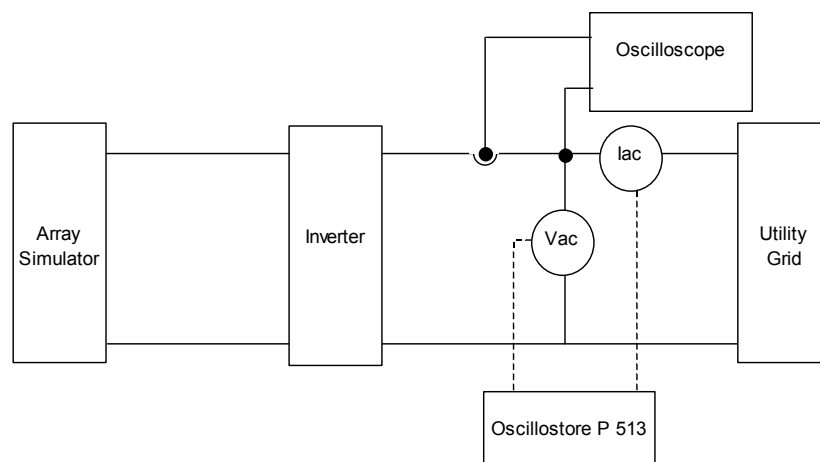 Oscilloscope
Iac
Array
Simulator
Inverter
Vac
Utility
Grid
Oscillostore P 513